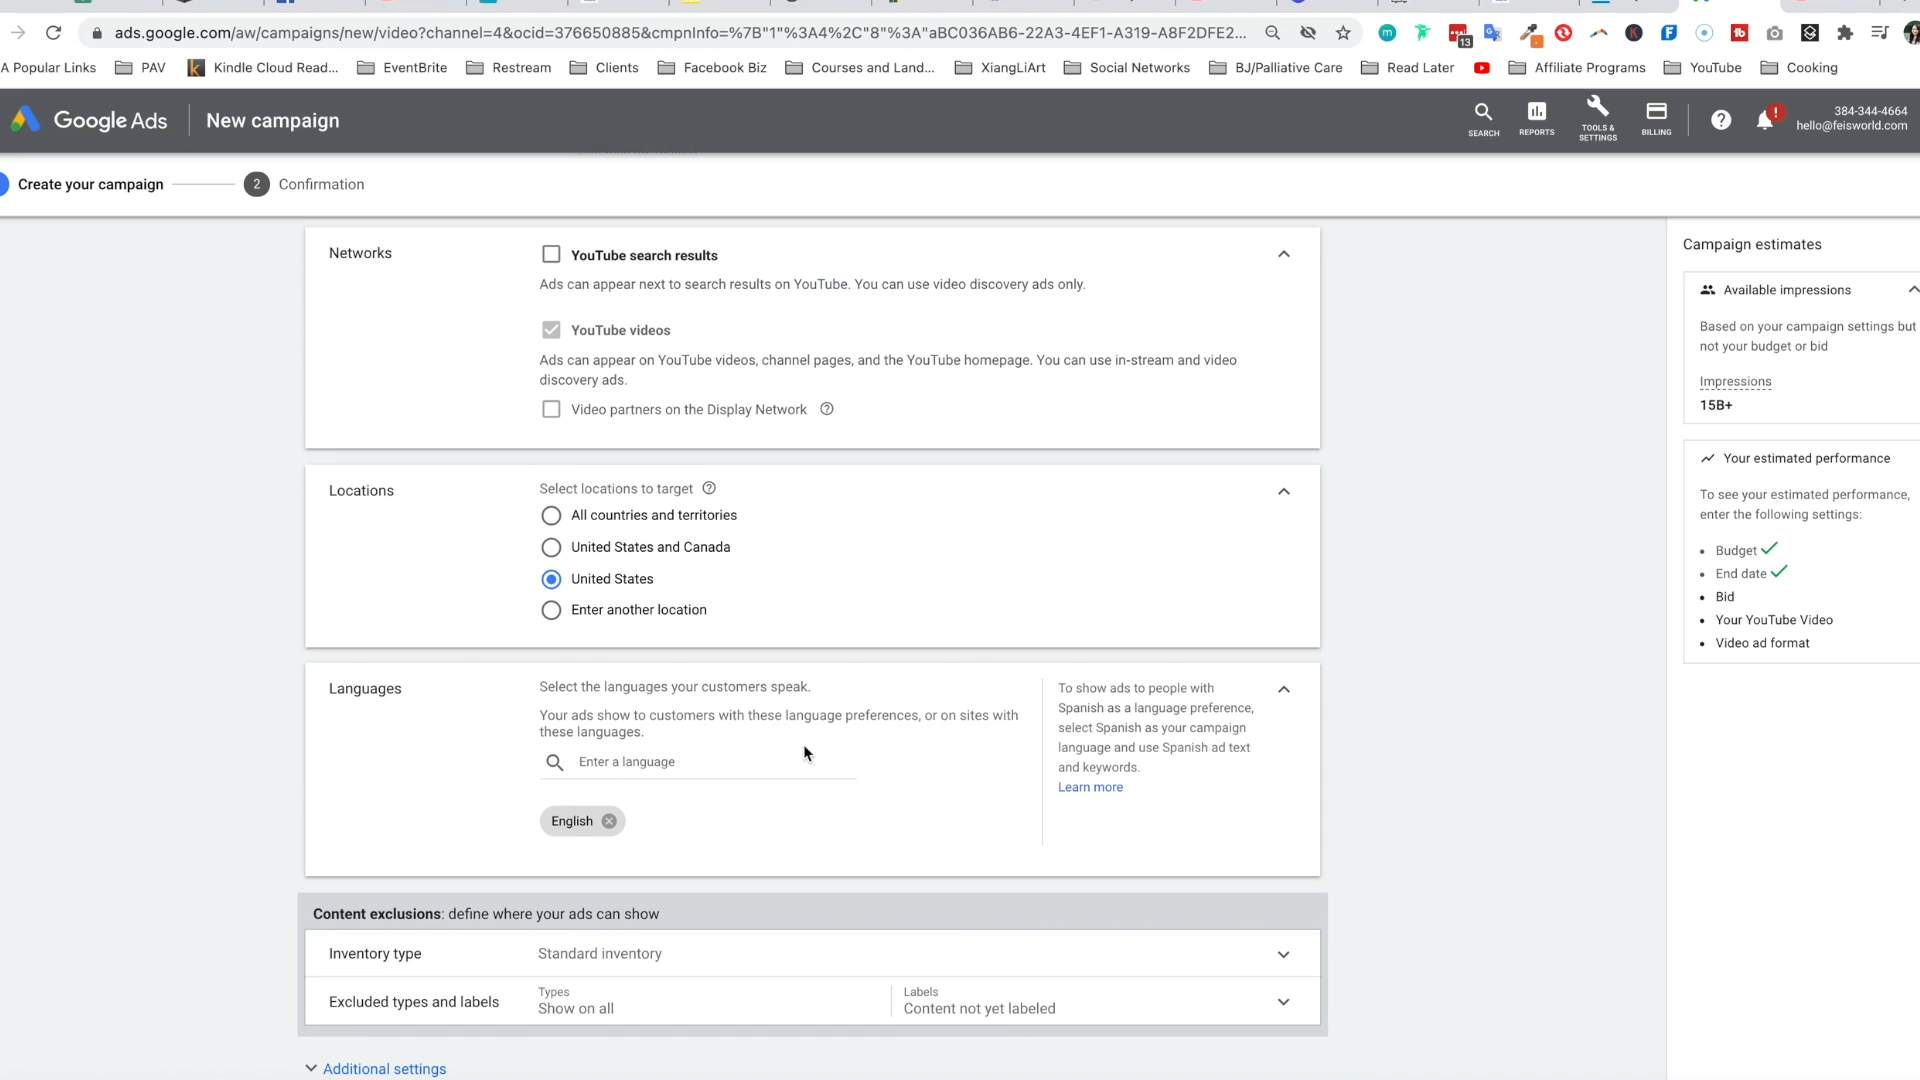 ads.google.com/aw/campaigns/new/video?channel=4&ocid=376650885&cmpnInfo=%7B"1"%3A4%2C"8"%3A"aBC036AB6-22A3-4EF1-A319-A8F2DFE2...
13
A Popular Links PAV Kindle Cloud Read... EventBrite Restream Clients Facebook Biz Courses and Land... XiangLiArt Social Networks BJ/Palliative Care Read Later Affiliate Programs YouTube Cooking
Google Ads New campaign
SEARCH REPORTS TOOLS & SETTINGS BILLING
384-344-4664
hello@feisworld.com
Create your campaign 2 Confirmation
Networks
YouTube search results
Ads can appear next to search results on YouTube. You can use video discovery ads only.
YouTube videos
Ads can appear on YouTube videos, channel pages, and the YouTube homepage. You can use in-stream and video
discovery ads.
Video partners on the Display Network
Locations
Select locations to target
All countries and territories
United States and Canada
United States
Enter another location
Languages
Select the languages your customers speak.
Your ads show to customers with these language preferences, or on sites with
these languages.
Enter a language
English
To show ads to people with
Spanish as a language preference,
select Spanish as your campaign
language and use Spanish ad text
and keywords.
Learn more
Content exclusions: define where your ads can show
Inventory type Standard inventory
Excluded types and labels
Types
Show on all
Labels
Content not yet labeled
Additional settings
Campaign estimates
Available impressions
Based on your campaign settings but
not your budget or bid
Impressions
15B+
Your estimated performance
To see your estimated performance,
enter the following settings:
• Budget
• End date
• Bid
• Your YouTube Video
• Video ad format